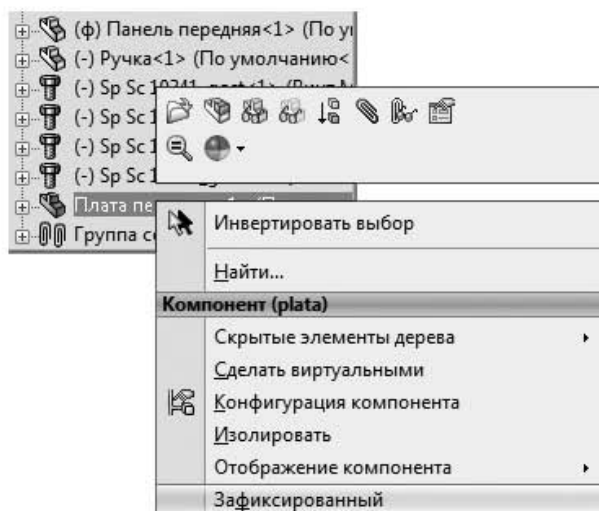 (ф) Панель передняя<1> (По у
(-) Ручка<1> (По умолчанию<
(-) Sp Sc
(-) Sp Sc 1
(-) Sp Sc 1
(-) Sp Sc
Плата пе
Группа с
Инвертировать выбор
Найти...
Компонент (plata)
Скрытые элементы дерева
Сделать виртуальными
Конфигурация компонента
Изолировать
Отображение компонента
Зафиксированный